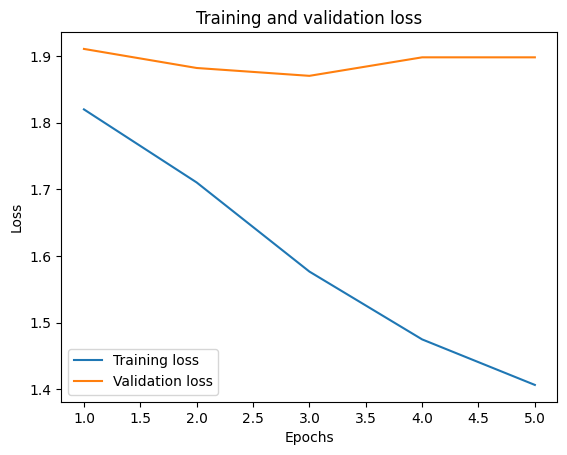 Training and validation loss
1.9
1.8
1.7
1.6
1.5
1.4
Loss
Training loss
Validation loss
1.0 1.5 2.0 2.5 3.0 3.5 4.0 4.5 5.0
Epochs